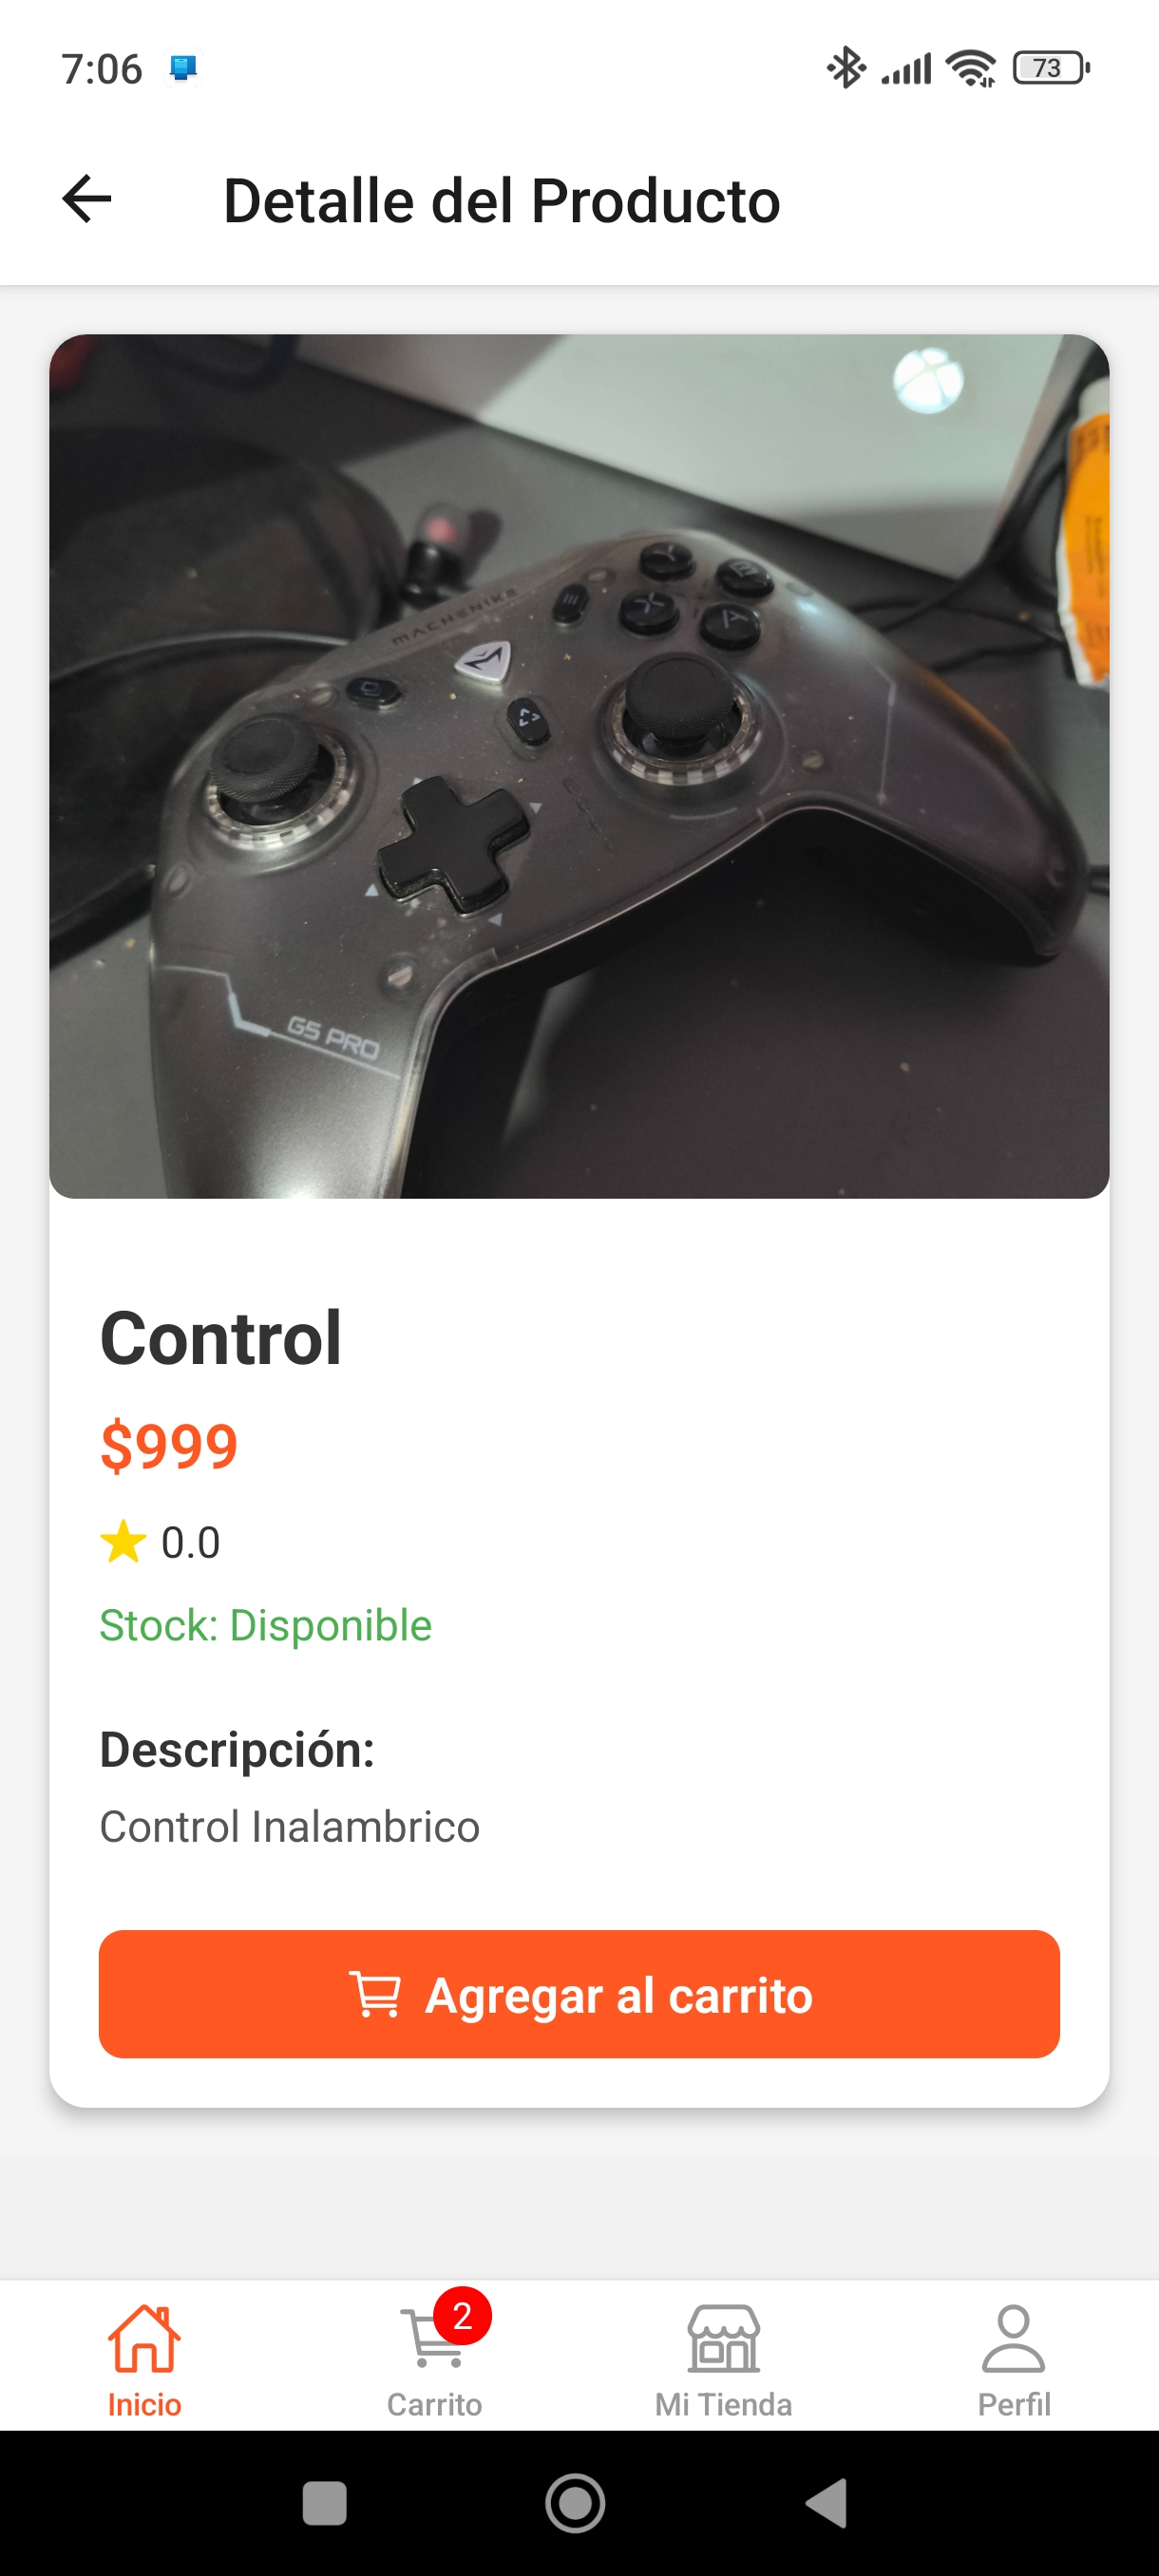 7:06
73
Detalle del Producto
MACHENIKE
Y
B
X
A
G5 PRO
Control
$999
0.0
Stock: Disponible
Descripción:
Control Inalambrico
Agregar al carrito
2
Inicio
Carrito
Mi Tienda
Perfil